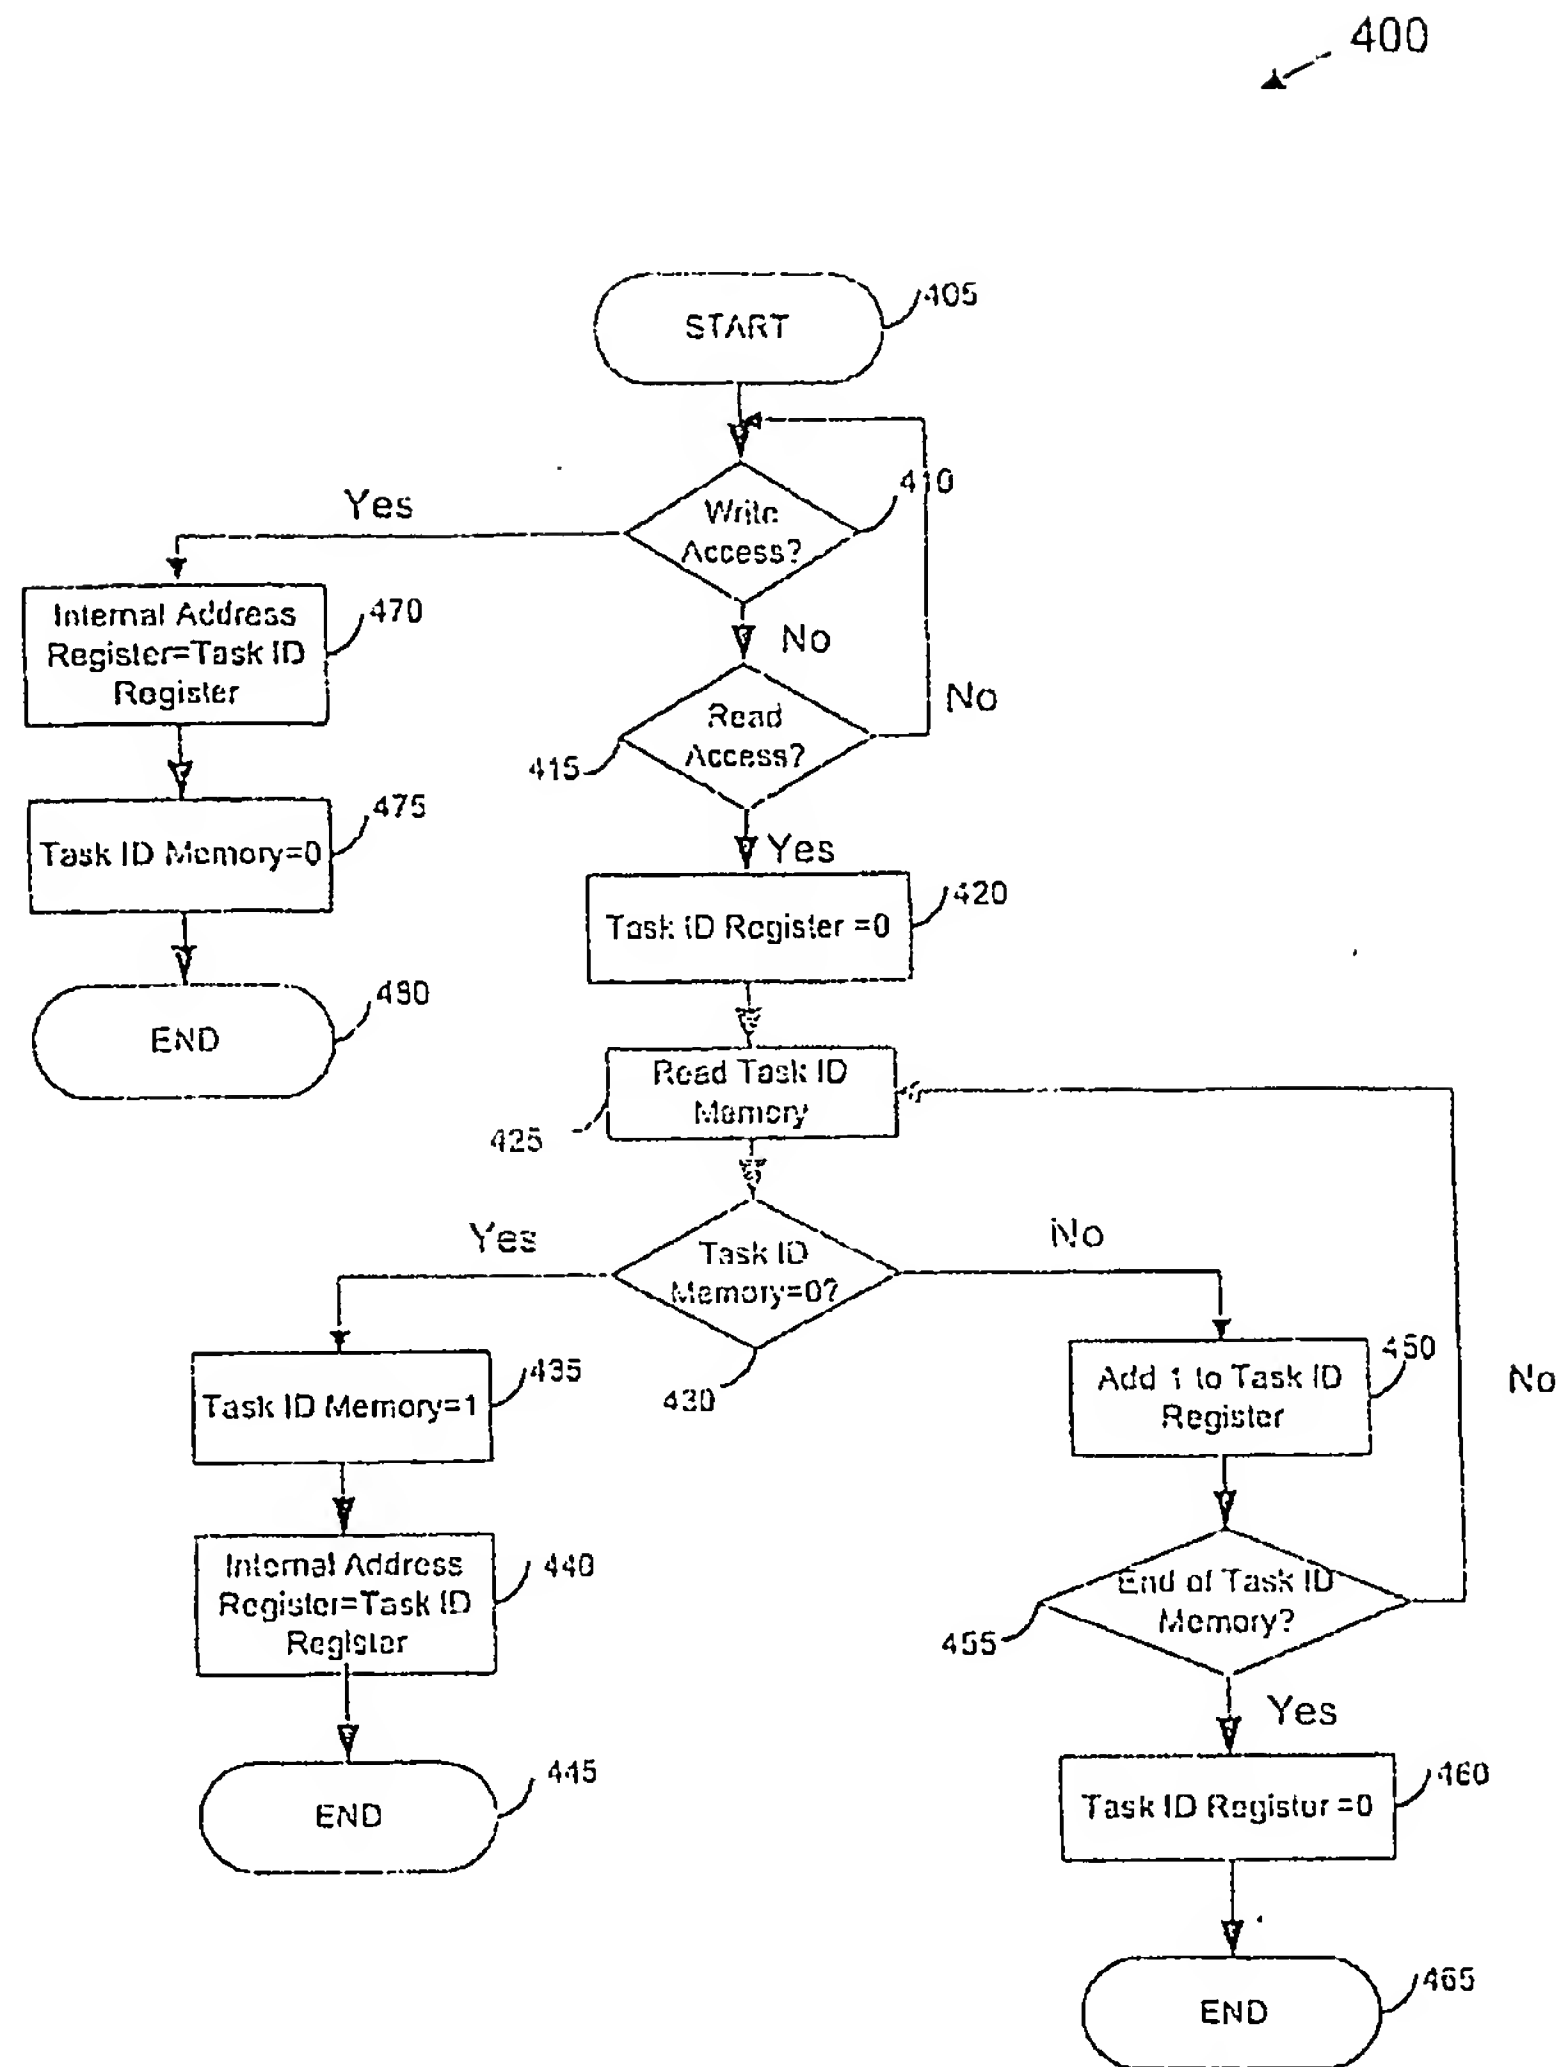 400
START
405
Yes
Write
Access?
410
No
Internal Address
Register=Task ID
Register
470
Read
Access?
415
No
Yes
Task ID Memory=0
475
Task ID Register =0
420
END
480
Read Task ID
Memory
425
Yes
Task ID
Memory=0?
430
No
Task ID Memory=1
435
Add 1 to Task ID
Register
450
No
Internal Address
Register=Task ID
Register
440
End of Task ID
Memory?
455
Yes
END
445
Task ID Register =0
460
END
465